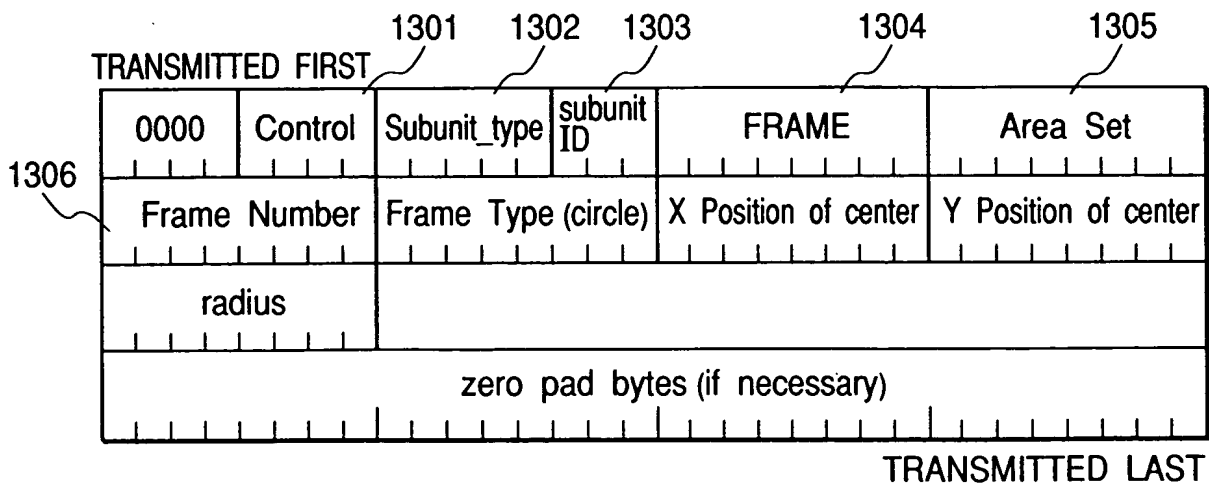 1301 1302 1303 1304 1305
TRANSMITTED FIRST
0000 Control Subunit_type subunit ID FRAME Area Set
1306
Frame Number Frame Type (circle) X Position of center Y Position of center
radius
zero pad bytes (if necessary)
TRANSMITTED LAST